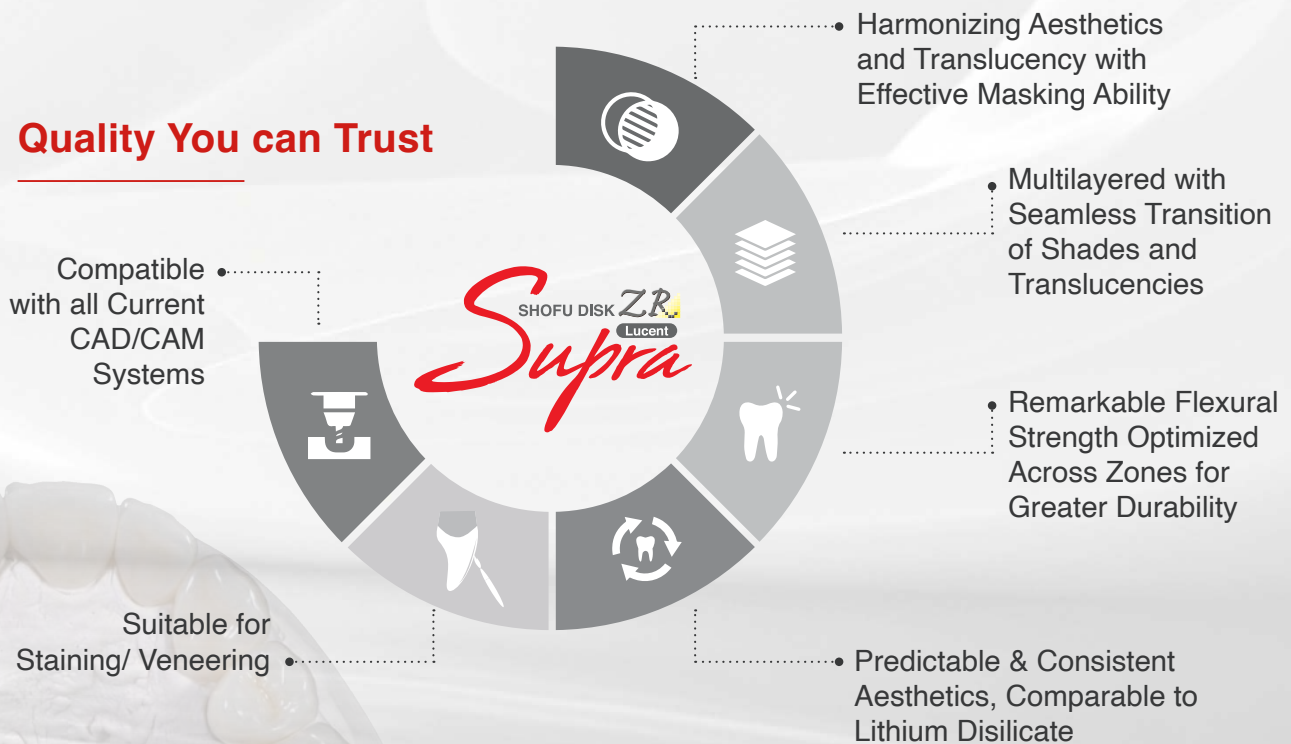 Quality You can Trust
Harmonizing Aesthetics
and Translucency with
Effective Masking Ability
Multilayered with
Seamless Transition
of Shades and
Translucencies
Remarkable Flexural
Strength Optimized
Across Zones for
Greater Durability
Predictable & Consistent
Aesthetics, Comparable to
Lithium Disilicate
Suitable for
Staining/ Veneering
Compatible
with all Current
CAD/CAM
Systems
SHOFU DISK ZR
Lucent
Supra